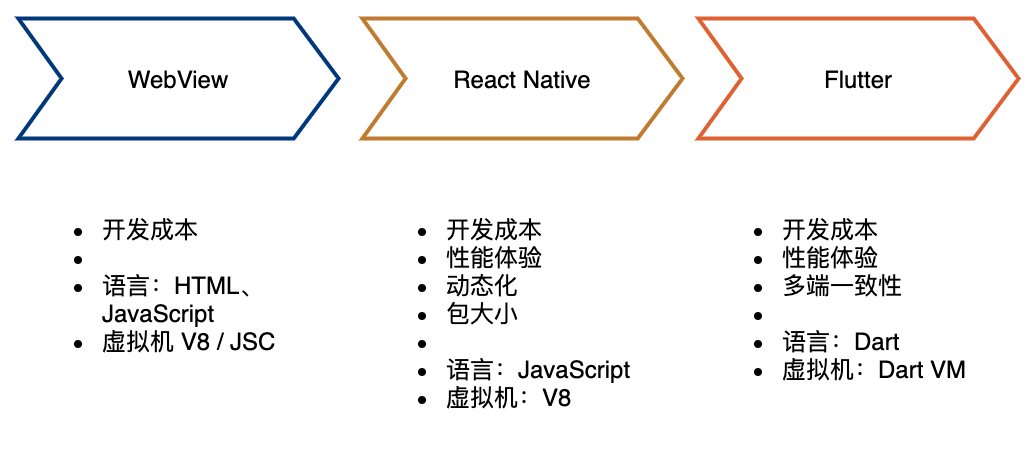 WebView
React Native
Flutter
• 开发成本
•
• 语言：HTML、
JavaScript
• 虚拟机 V8 / JSC
• 开发成本
• 性能体验
• 动态化
• 包大小
•
• 语言：JavaScript
• 虚拟机：V8
• 开发成本
• 性能体验
• 多端一致性
•
• 语言：Dart
• 虚拟机：Dart VM